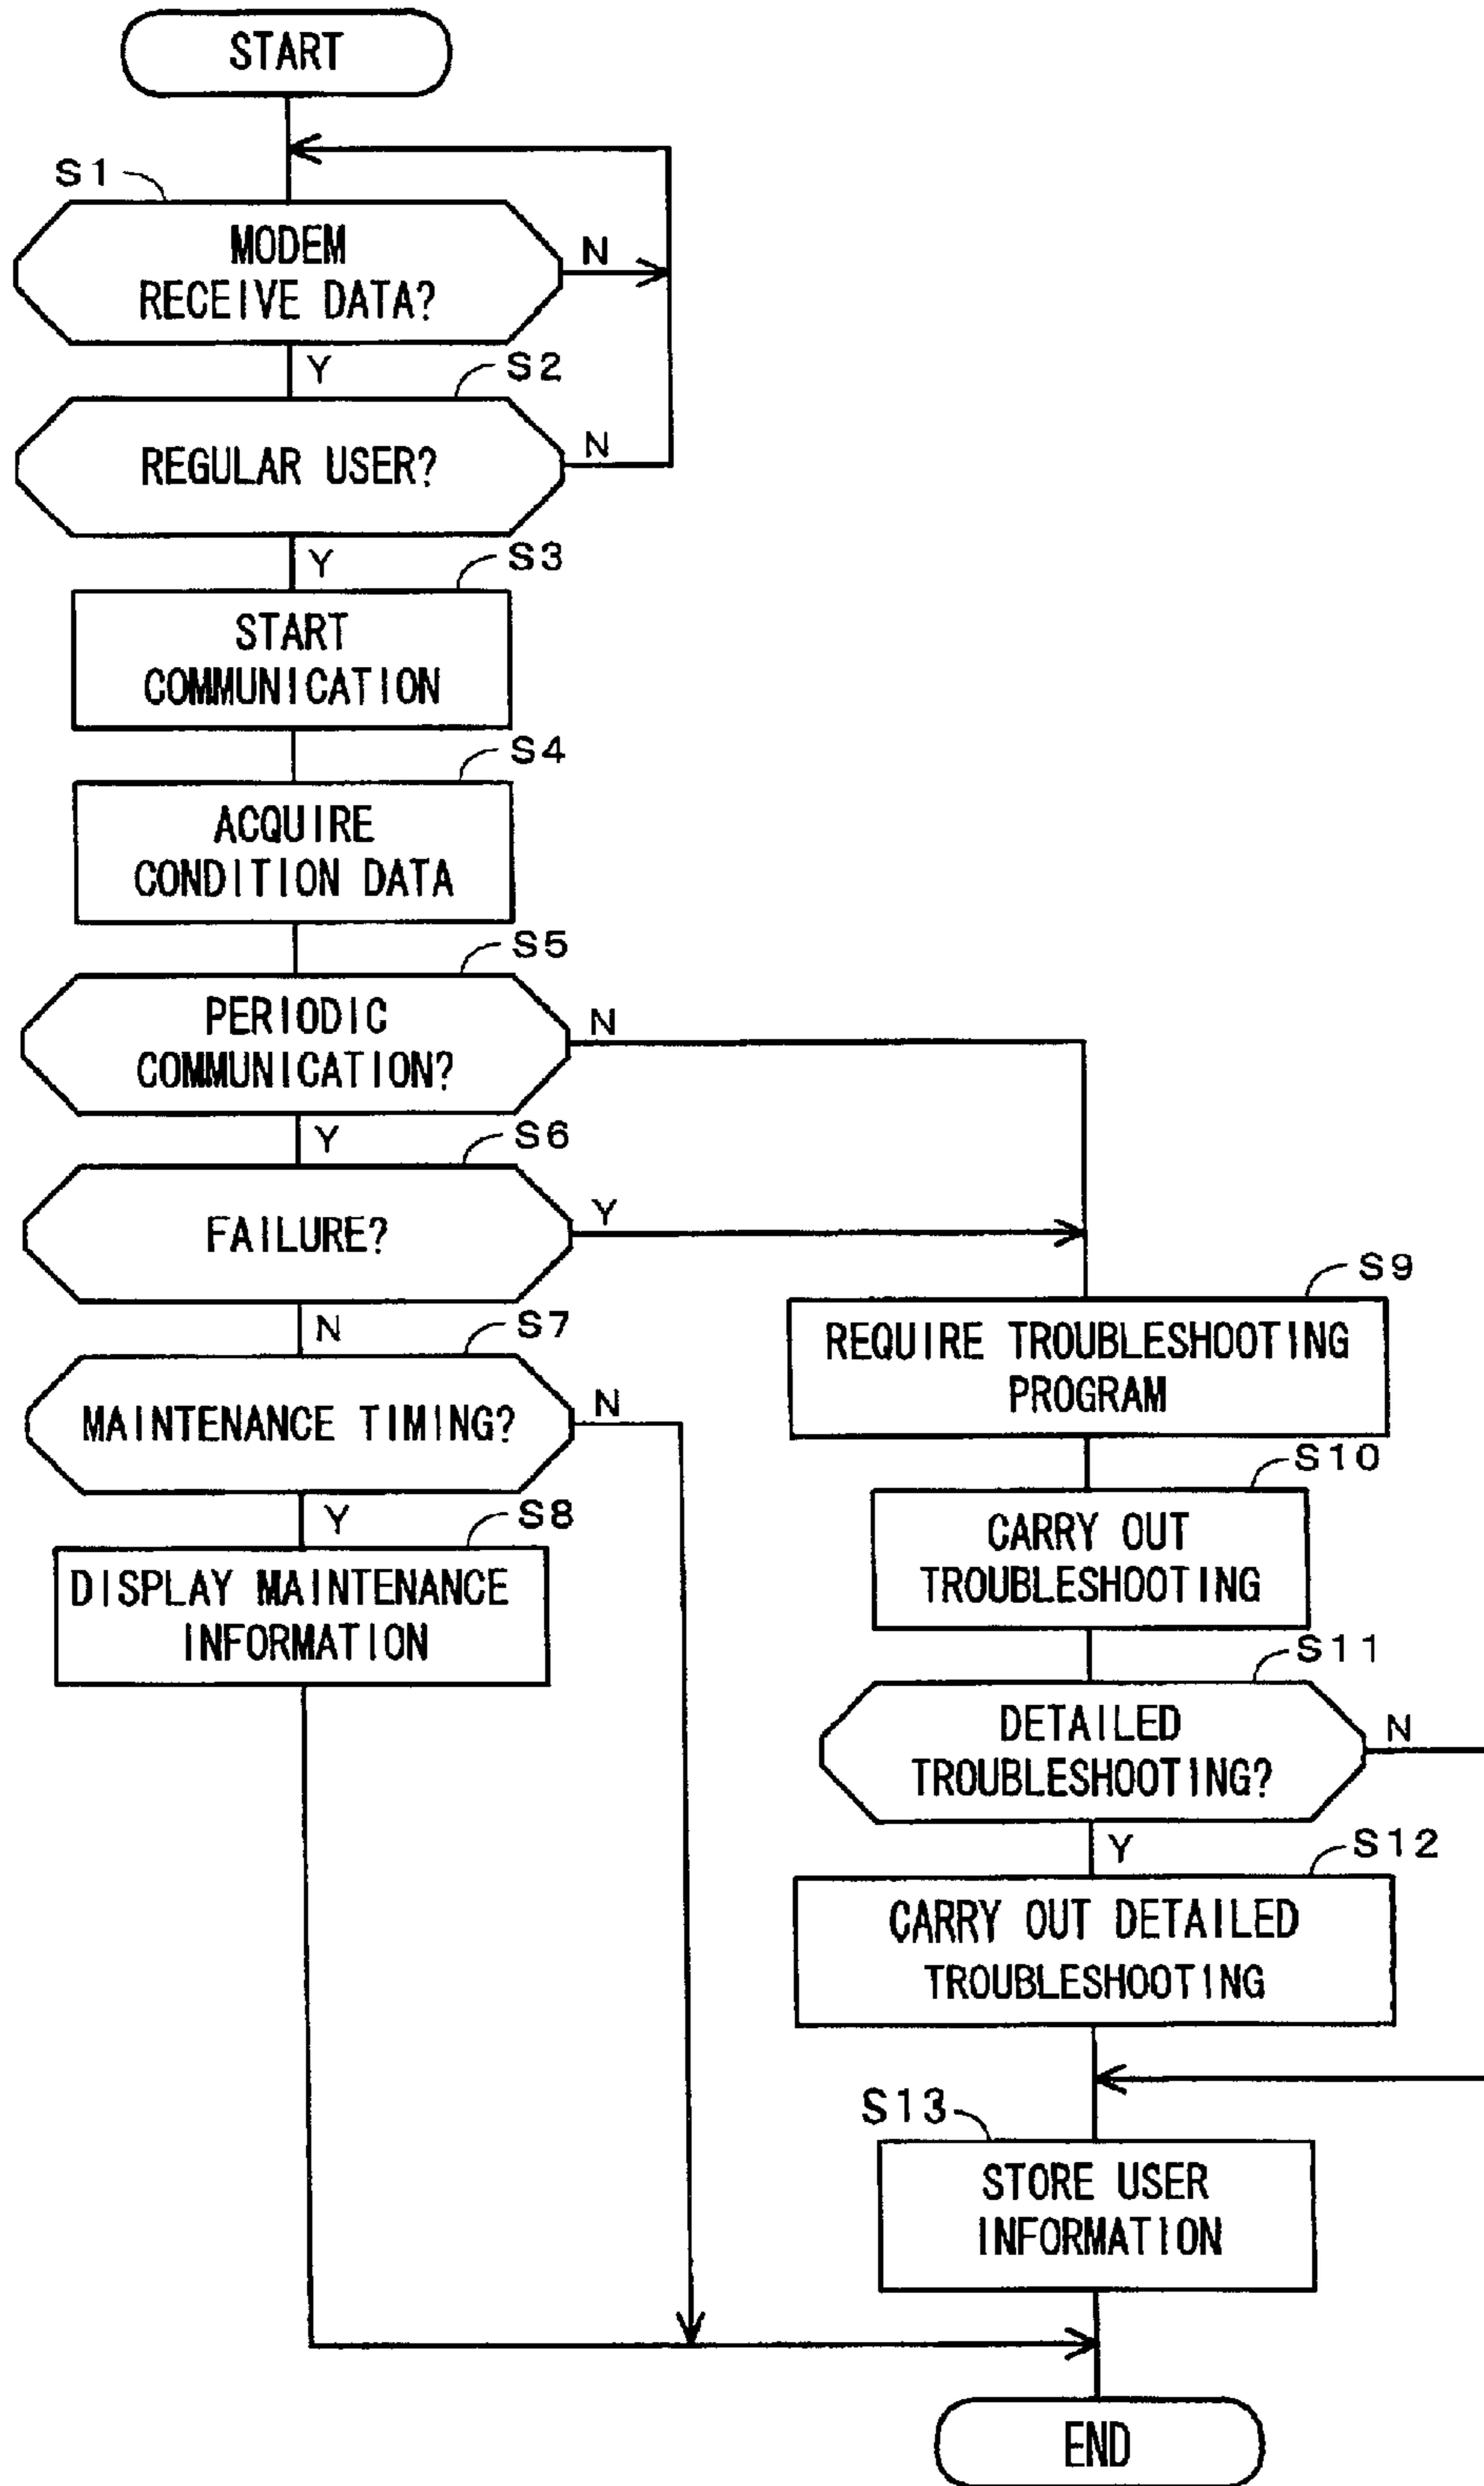 START
S1
MODEM
RECEIVE DATA?
N
Y
S2
REGULAR USER?
N
Y
S3
START
COMMUNICATION
S4
ACQUIRE
CONDITION DATA
S5
PERIODIC
COMMUNICATION?
N
Y
S6
FAILURE?
Y
N
S7
MAINTENANCE TIMING?
N
Y
S8
DISPLAY MAINTENANCE
INFORMATION
S9
REQUIRE TROUBLESHOOTING
PROGRAM
S10
CARRY OUT
TROUBLESHOOTING
S11
DETAILED
TROUBLESHOOTING?
N
Y
S12
CARRY OUT DETAILED
TROUBLESHOOTING
S13
STORE USER
INFORMATION
END